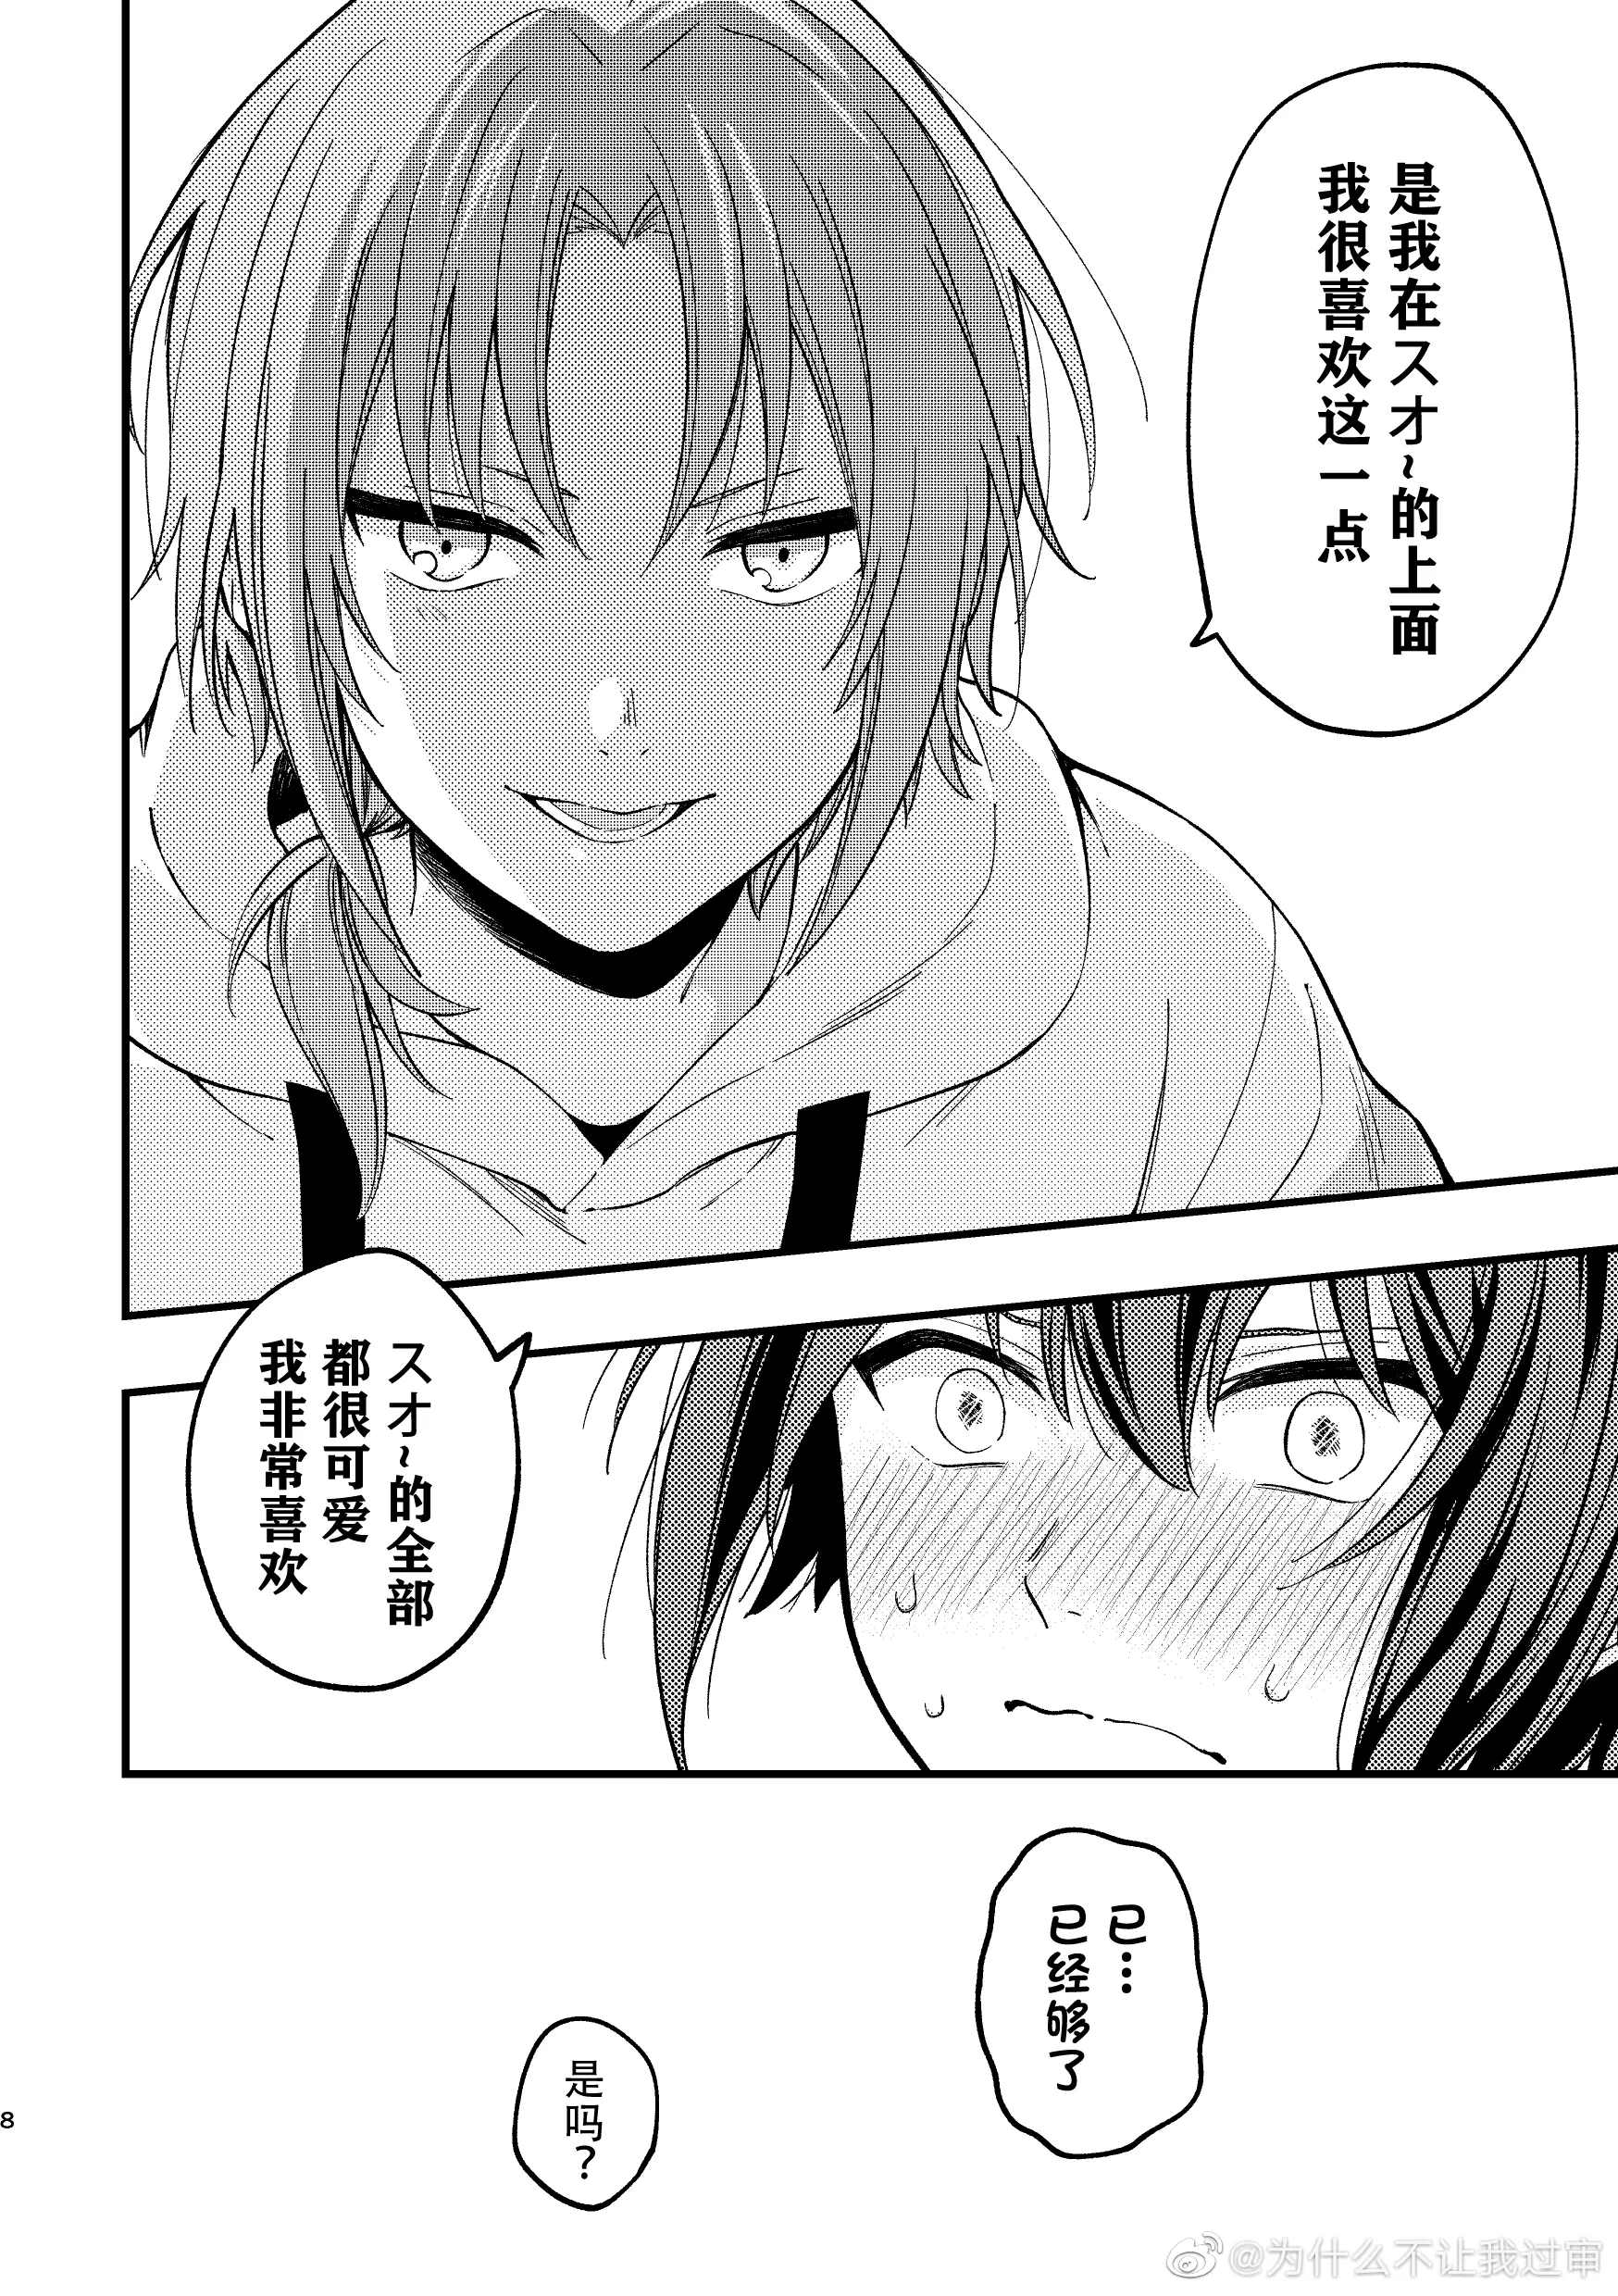 是我在スオ~的上面
我很喜欢这一点
スオ~的全部
都很可爱
我非常喜欢
已…
已经够了
是吗?
8
@为什么不让我过审